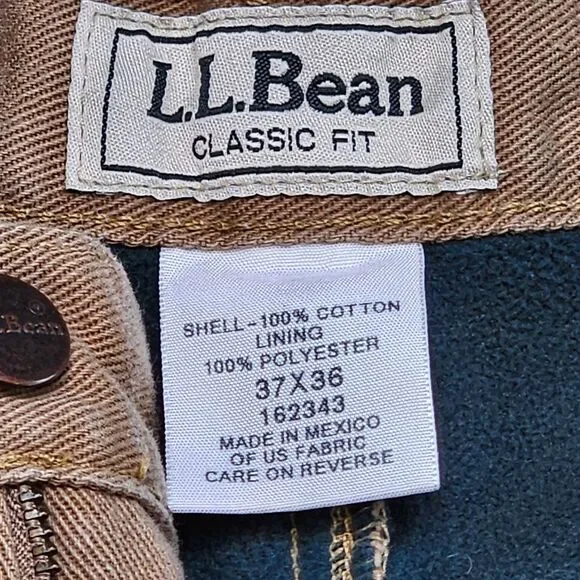 L.L.Bean
CLASSIC FIT
SHELL-100% COTTON
LINING
100% POLYESTER
37X36
162343
MADE IN MEXICO
OF US FABRIC
CARE ON REVERSE
Bean